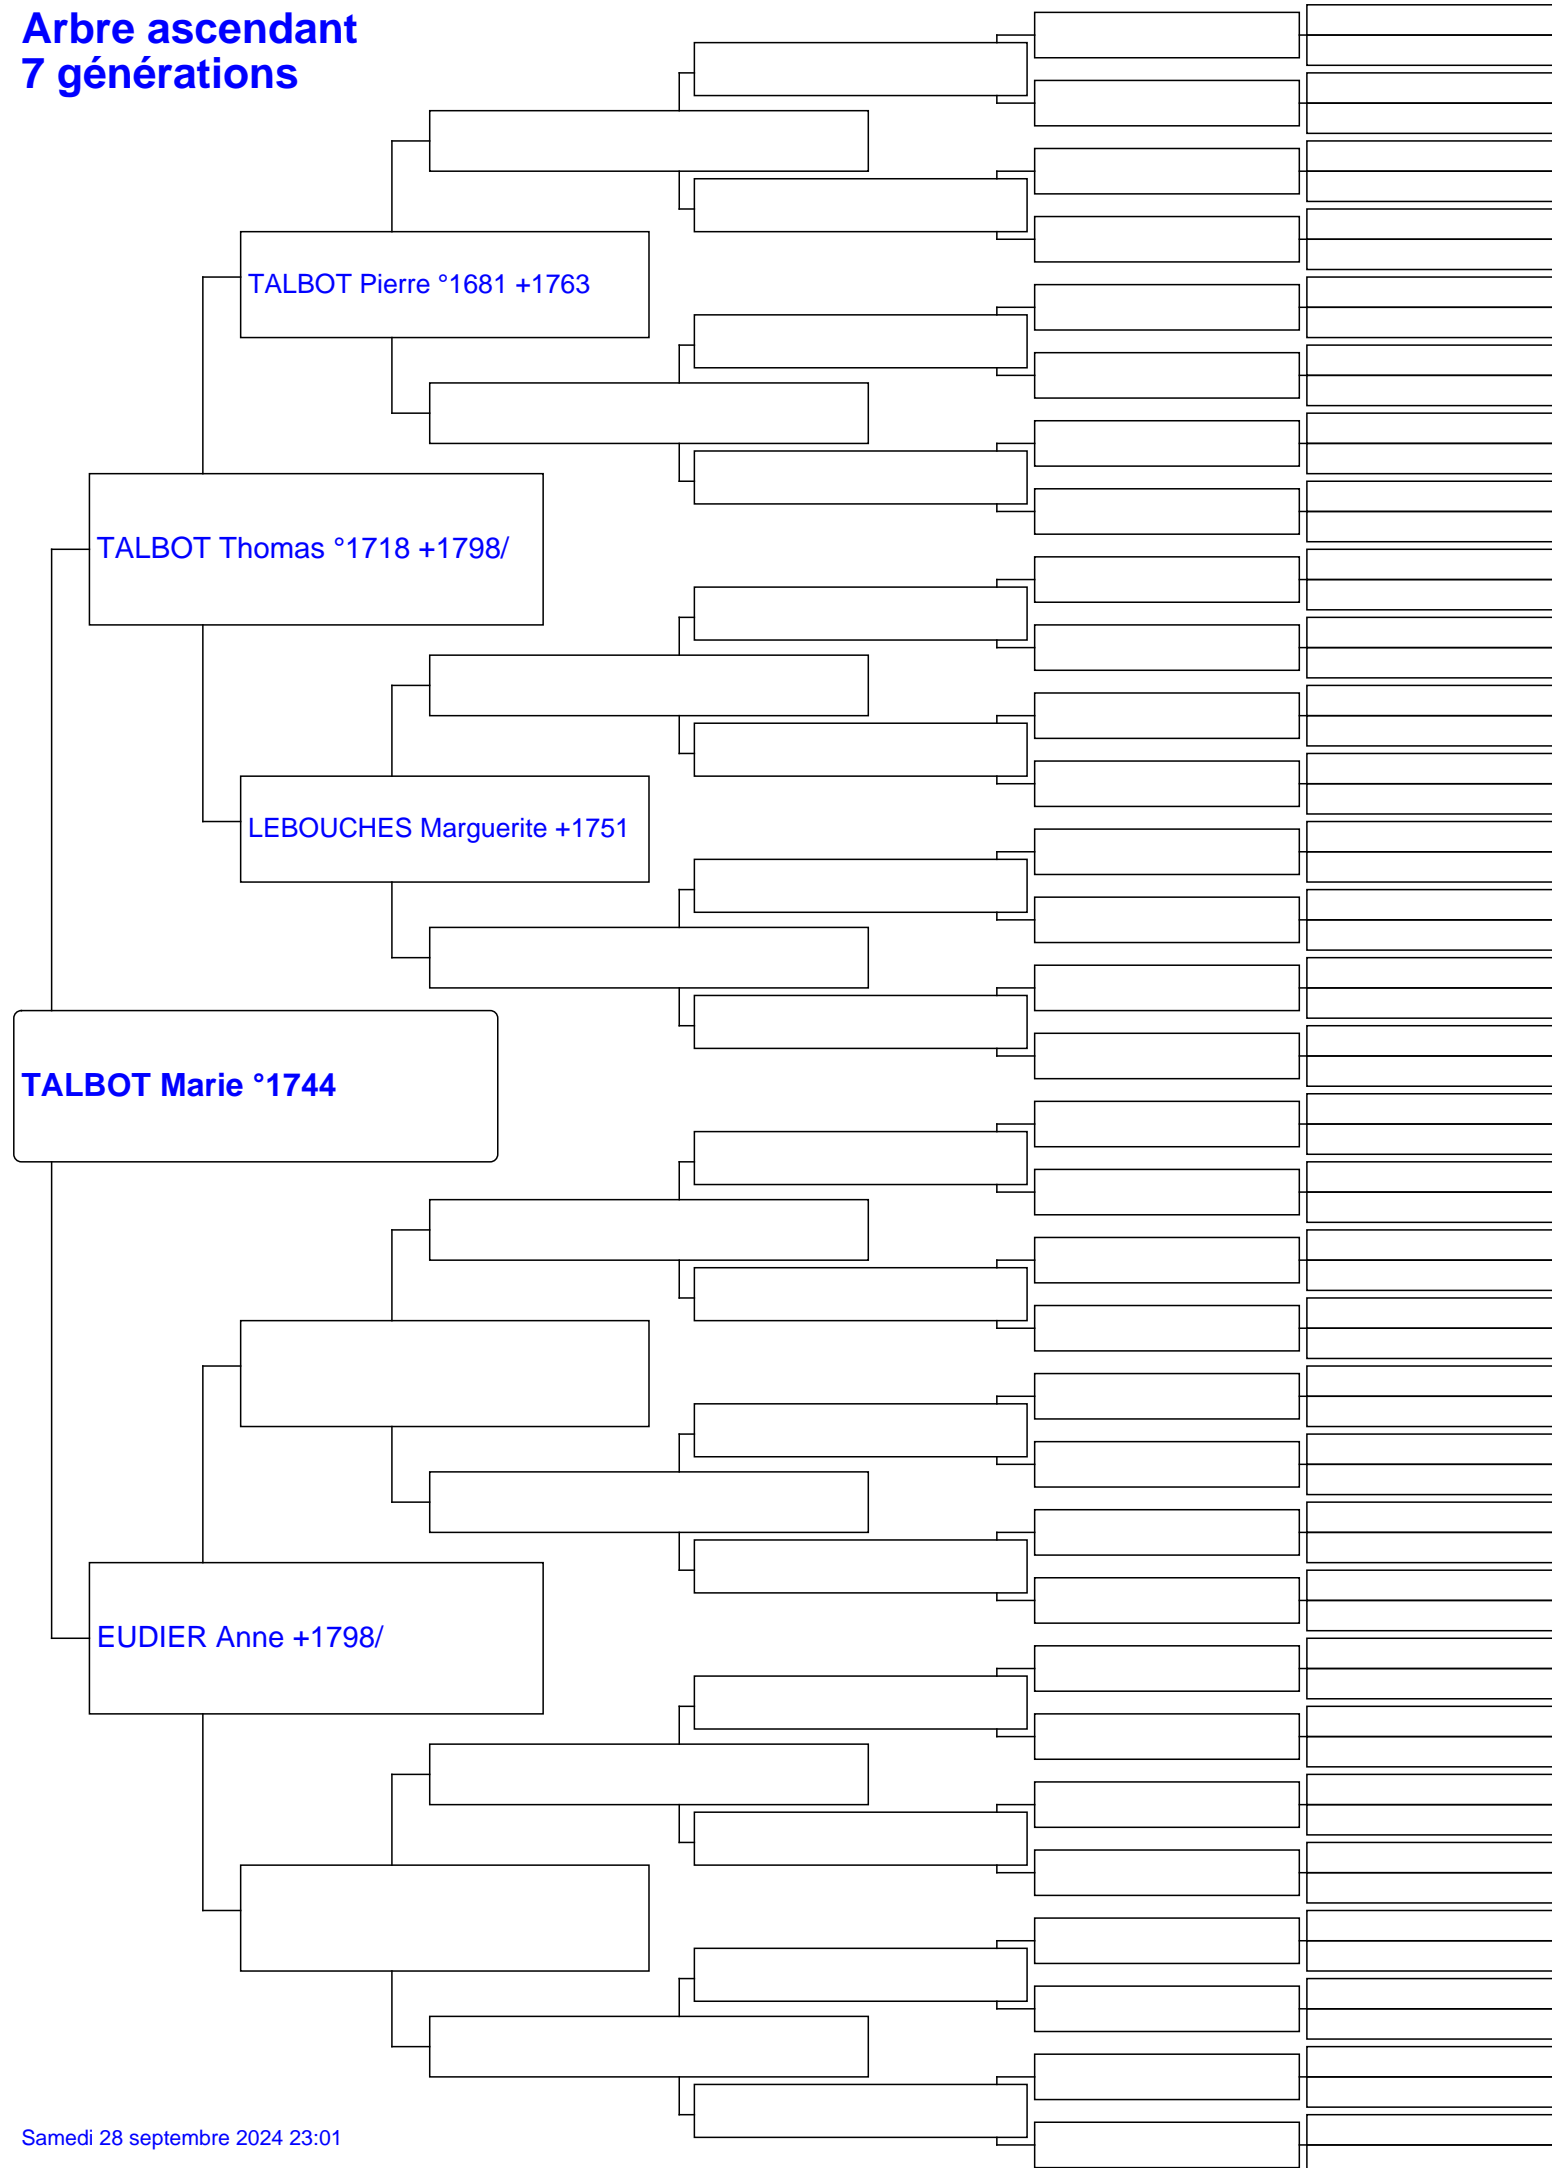 Arbre ascendant
7 générations
TALBOT Pierre °1681 +1763
TALBOT Thomas °1718 +1798/
LEBOUCHES Marguerite +1751
TALBOT Marie °1744
EUDIER Anne +1798/
Samedi 28 septembre 2024 23:01